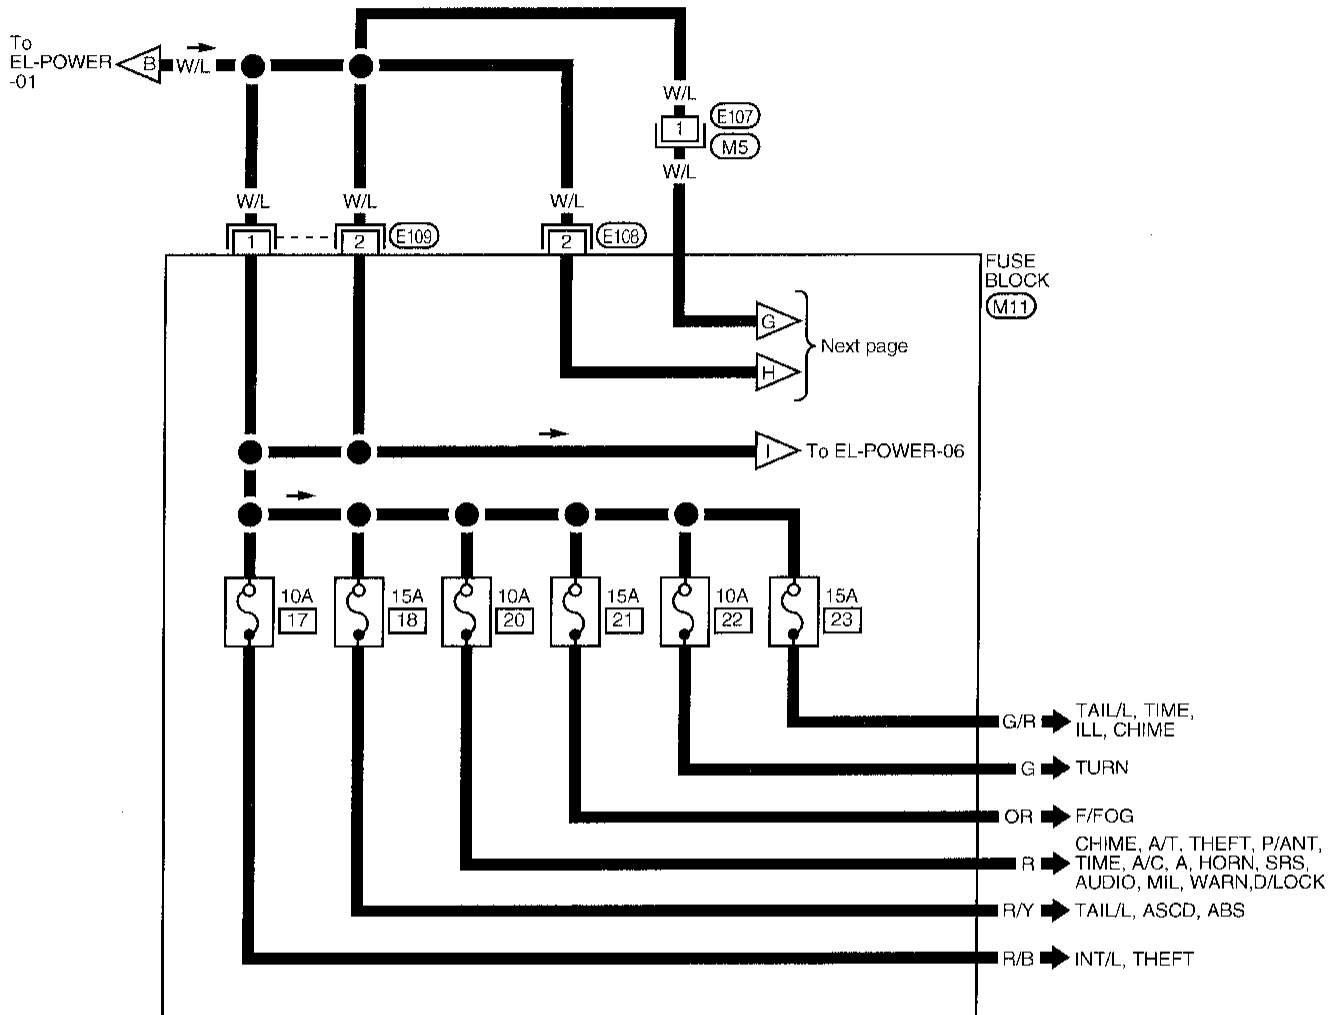 To
EL-POWER
-01
B
W/L
W/L
1
E107
M5
W/L
W/L
W/L
W/L
1
2
E109
2
E108
FUSE
BLOCK
M11
G
H
Next page
I
To EL-POWER-06
10A
17
15A
18
10A
20
15A
21
10A
22
15A
23
G/R
TAIL/L, TIME,
ILL, CHIME
G
TURN
OR
F/FOG
R
CHIME, A/T, THEFT, P/ANT,
TIME, A/C, A, HORN, SRS,
AUDIO, MIL, WARN,D/LOCK
R/Y
TAIL/L, ASCD, ABS
R/B
INT/L, THEFT